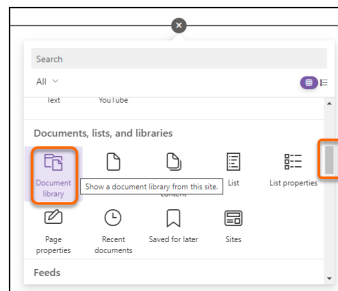 Search
All
Text
YouTube
Documents, lists, and libraries
Document
library
Show a document library from this site.
content
List
List properties
Page
properties
Recent
documents
Saved for later
Sites
Feeds